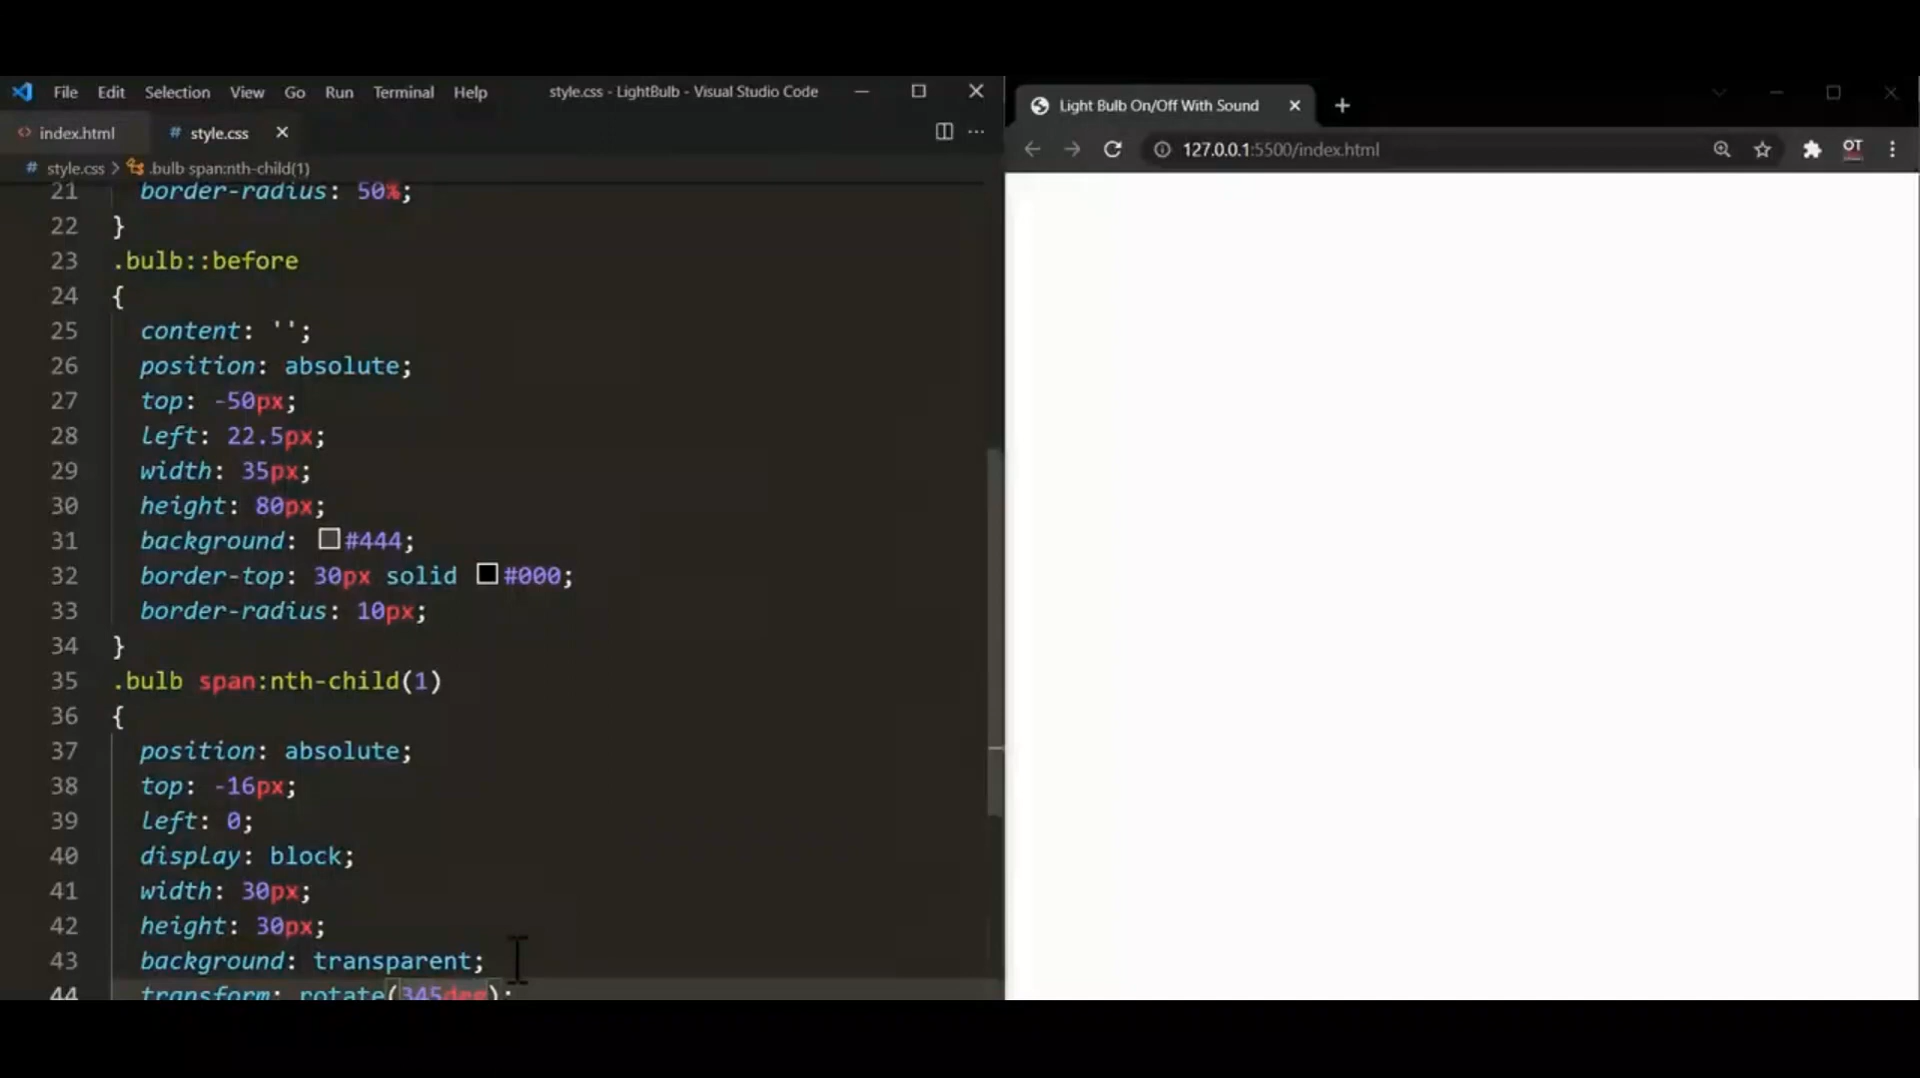 File Edit Selection View Go Run Terminal Help style.css - LightBulb - Visual Studio Code
index.html # style.css
# style.css > .bulb span:nth-child(1)
21 border-radius: 50%;
22 }
23 .bulb::before
24 {
25 content: '';
26 position: absolute;
27 top: -50px;
28 left: 22.5px;
29 width: 35px;
30 height: 80px;
31 background: #444;
32 border-top: 30px solid #000;
33 border-radius: 10px;
34 }
35 .bulb span:nth-child(1)
36 {
37 position: absolute;
38 top: -16px;
39 left: 0;
40 display: block;
41 width: 30px;
42 height: 30px;
43 background: transparent;
44 transform: rotate(345deg);
Light Bulb On/Off With Sound
127.0.0.1:5500/index.html
OT